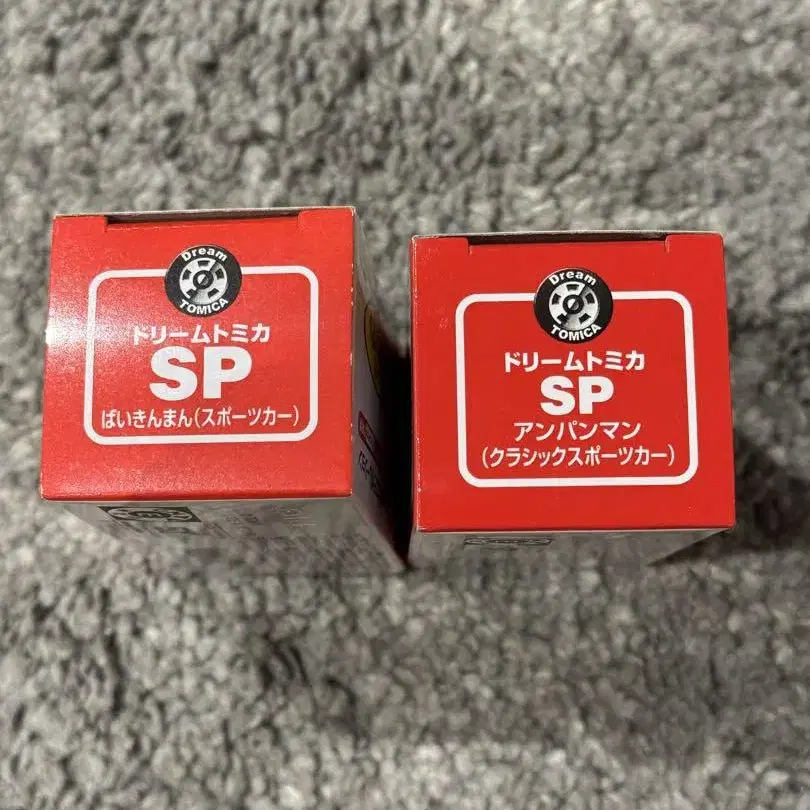 Dream
TOMICA
ドリームトミカ
SP
ばいきんまん(スポーツカー)
Dream
TOMICA
ドリームトミカ
SP
アンパンマン
(クラシックスポーツカー)